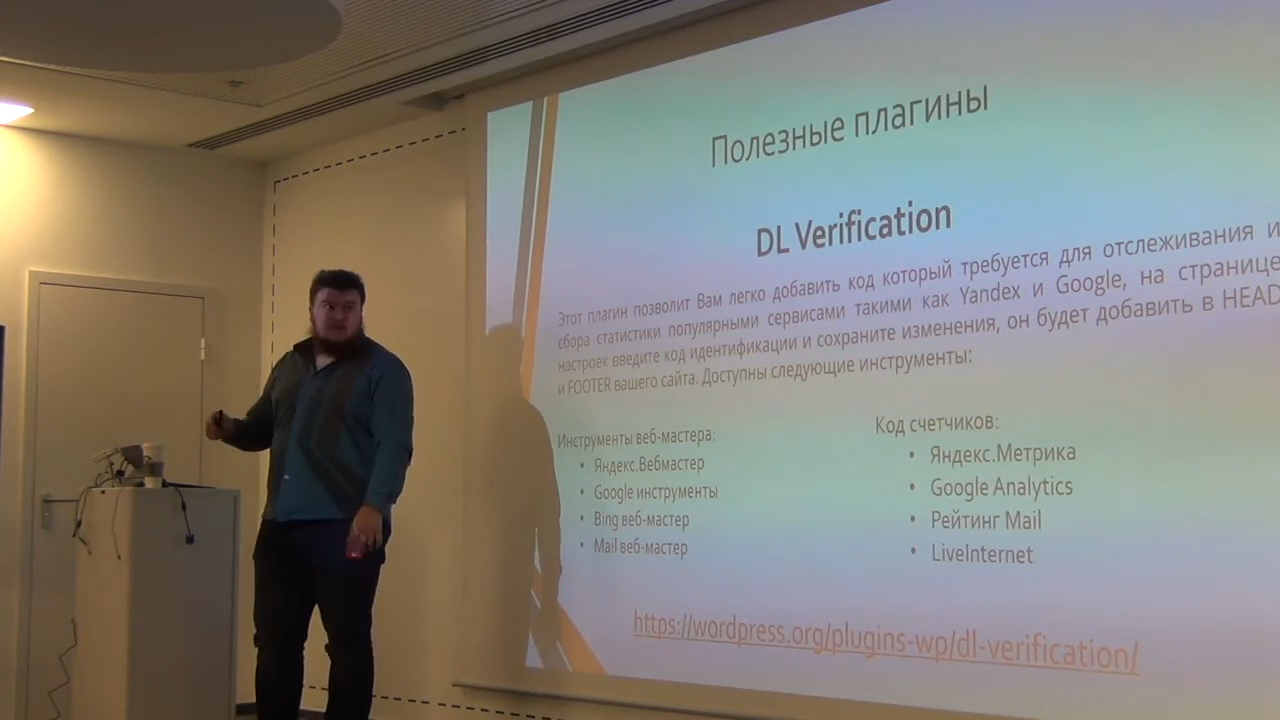 Полезные плагины
DL Verification
Этот плагин позволит Вам легко добавить код который требуется для отслеживания и
сбора статистики популярными сервисами такими как Yandex и Google, на странице
настроек введите код идентификации и сохраните изменения, он будет добавить в HEAD
и FOOTER вашего сайта. Доступны следующие инструменты:
Инструменты веб-мастера:
• Яндекс.Вебмастер
• Google инструменты
• Bing веб-мастер
• Mail веб-мастер
Код счетчиков:
• Яндекс.Метрика
• Google Analytics
• Рейтинг Mail
• LiveInternet
https://wordpress.org/plugins-wp/dl-verification/